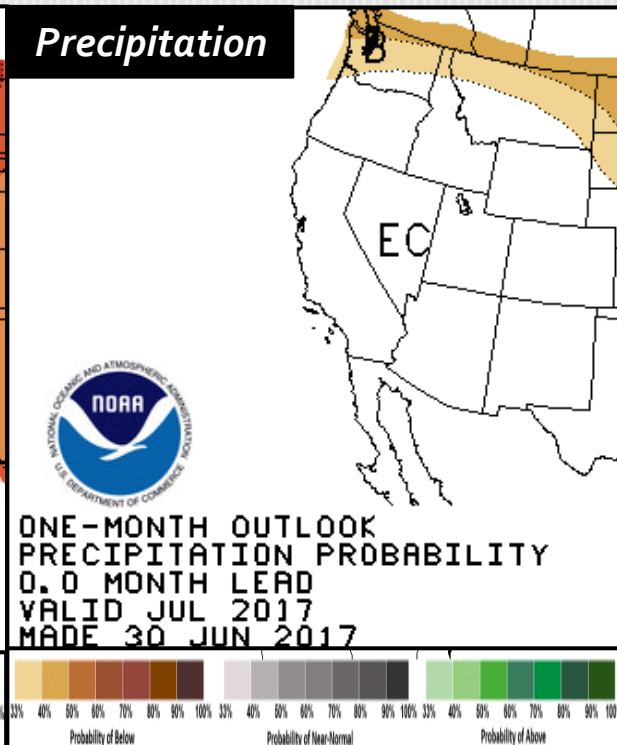 Precipitation
B
EC
NATIONAL OCEANIC AND ATMOSPHERIC ADMINISTRATION
NOAA
U.S. DEPARTMENT OF COMMERCE
ONE-MONTH OUTLOOK
PRECIPITATION PROBABILITY
0.0 MONTH LEAD
VALID JUL 2017
MADE 30 JUN 2017
33% 40% 50% 60% 70% 80% 90% 100% 33% 40% 50% 60% 70% 80% 90% 100% 33% 40% 50% 60% 70% 80% 90% 100
Probability of Below Probability of Near-Normal Probability of Above